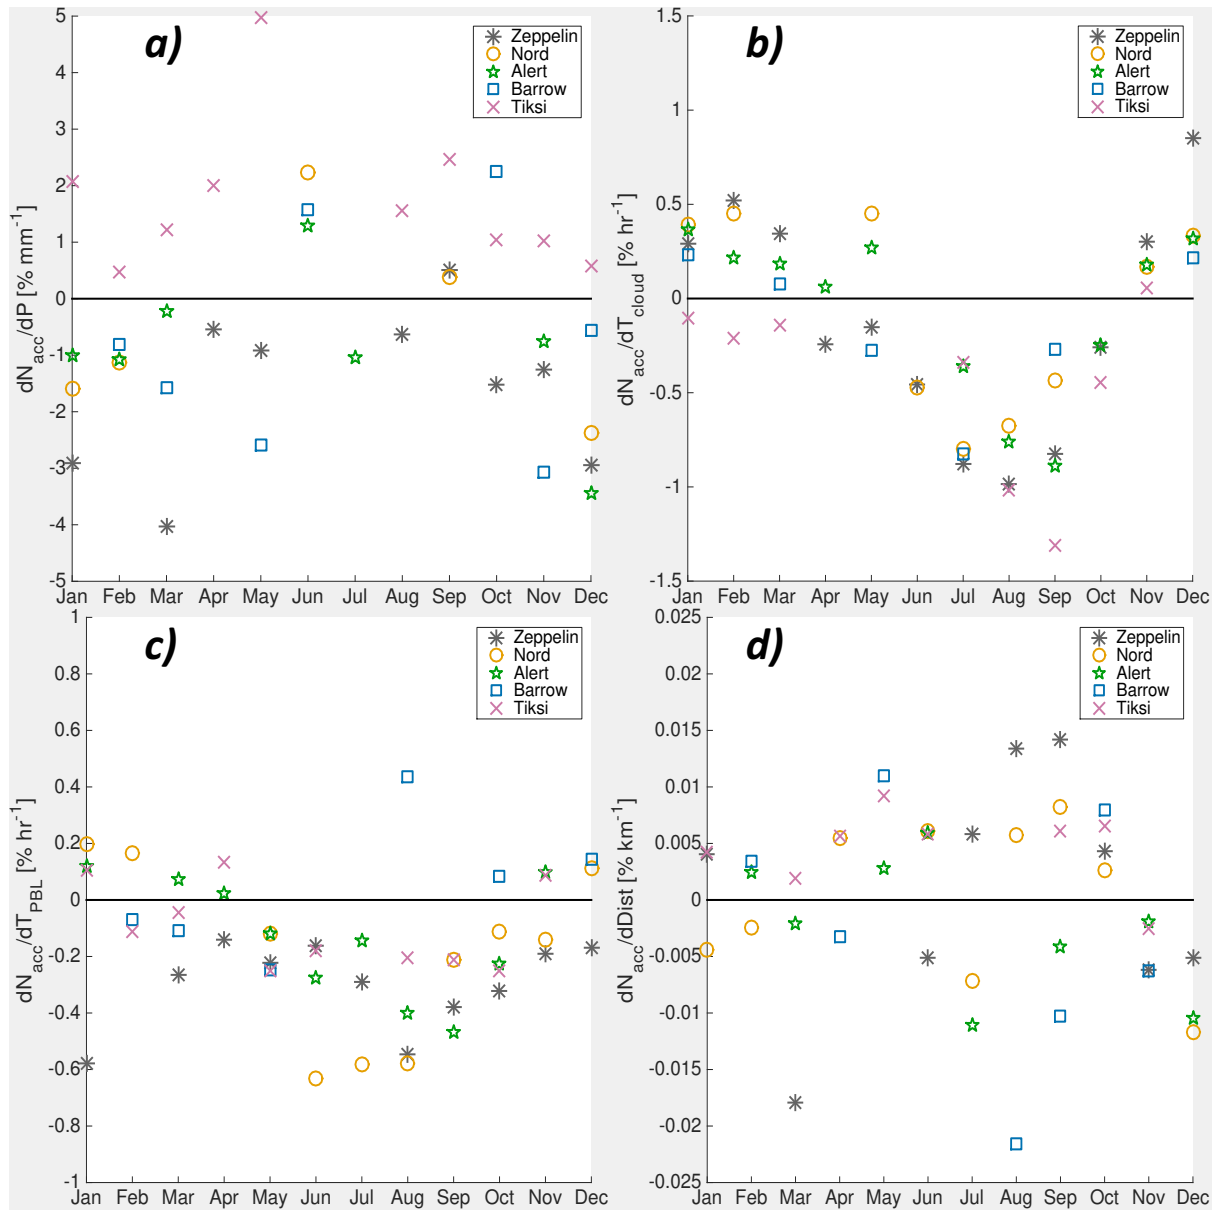 a)
Zeppelin
Nord
Alert
Barrow
Tiksi
5
4
3
2
1
0
-1
-2
-3
-4
-5
dN_acc/dP [% mm^-1]
Jan Feb Mar Apr May Jun Jul Aug Sep Oct Nov Dec
b)
Zeppelin
Nord
Alert
Barrow
Tiksi
1.5
1
0.5
0
-0.5
-1
-1.5
dN_acc/dT_cloud [% hr^-1]
Jan Feb Mar Apr May Jun Jul Aug Sep Oct Nov Dec
c)
Zeppelin
Nord
Alert
Barrow
Tiksi
1
0.8
0.6
0.4
0.2
0
-0.2
-0.4
-0.6
-0.8
-1
dN_acc/dT_PBL [% hr^-1]
Jan Feb Mar Apr May Jun Jul Aug Sep Oct Nov Dec
d)
Zeppelin
Nord
Alert
Barrow
Tiksi
0.025
0.02
0.015
0.01
0.005
0
-0.005
-0.01
-0.015
-0.02
-0.025
dN_acc/dDist [% km^-1]
Jan Feb Mar Apr May Jun Jul Aug Sep Oct Nov Dec